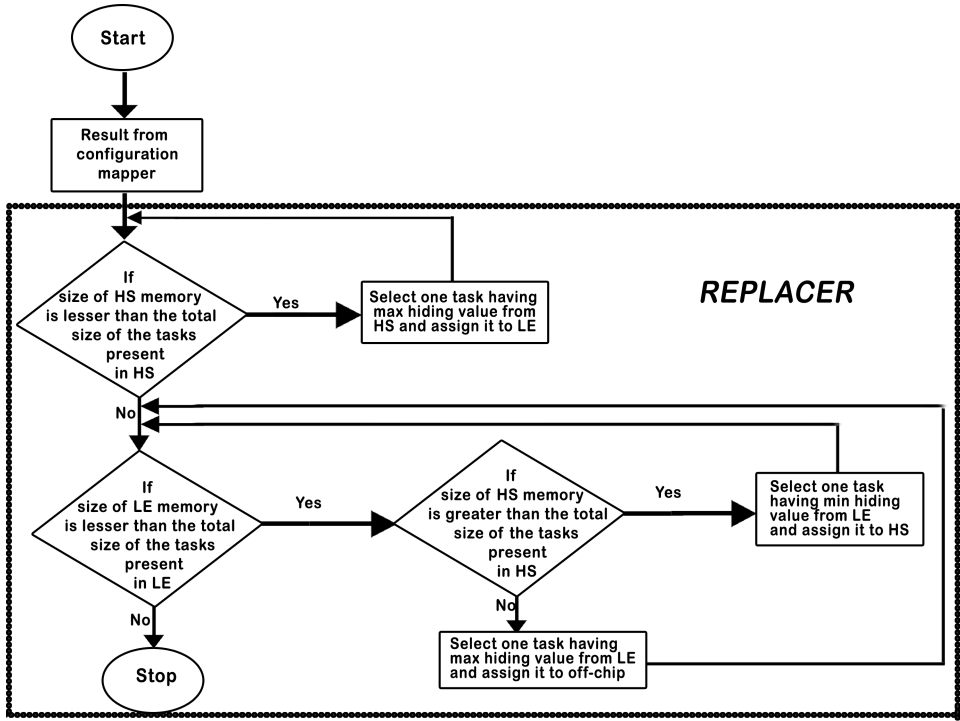 Start
Result from
configuration
mapper
REPLACER
If
size of HS memory
is lesser than the total
size of the tasks
present
in HS
Yes
Select one task having
max hiding value from
HS and assign it to LE
No
If
size of LE memory
is lesser than the total
size of the tasks
present
in LE
Yes
If
size of HS memory
is greater than the total
size of the tasks
present
in HS
Yes
Select one task
having min hiding
value from LE
and assign it to HS
No
Select one task having
max hiding value from LE
and assign it to off-chip
No
Stop